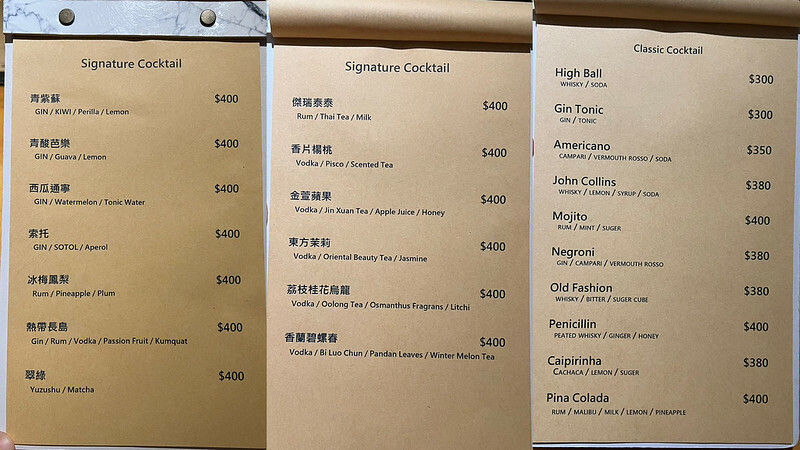 Signature Cocktail
青紫蘇 $400
GIN / KIWI / Perilla / Lemon
青酸芭樂 $400
GIN / Guava / Lemon
西瓜通寧 $400
GIN / Watermelon / Tonic Water
索托 $400
GIN / SOTOL / Aperol
冰梅鳳梨 $400
Rum / Pineapple / Plum
熱帶長島 $400
Gin / Rum / Vodka / Passion Fruit / Kumquat
翠綠 $400
Yuzushu / Matcha
Signature Cocktail
傑瑞泰泰 $400
Rum / Thai Tea / Milk
香片楊桃 $400
Vodka / Pisco / Scented Tea
金萱蘋果 $400
Vodka / Jin Xuan Tea / Apple Juice / Honey
東方茉莉 $400
Vodka / Oriental Beauty Tea / Jasmine
荔枝桂花烏龍 $400
Vodka / Oolong Tea / Osmanthus Fragrans / Litchi
香蘭碧螺春 $400
Vodka / Bi Luo Chun / Pandan Leaves / Winter Melon Tea
Classic Cocktail
High Ball $300
WHISKY / SODA
Gin Tonic $300
GIN / TONIC
Americano $350
CAMPARI / VERMOUTH ROSSO / SODA
John Collins $380
WHISKY / LEMON / SYRUP / SODA
Mojito $400
RUM / MINT / SUGER
Negroni $380
GIN / CAMPARI / VERMOUTH ROSSO
Old Fashion $380
WHISKY / BITTER / SUGER CUBE
Penicillin $400
PEATED WHISKY / GINGER / HONEY
Caipirinha $380
CACHACA / LEMON / SUGER
Pina Colada $400
RUM / MALIBU / MILK / LEMON / PINEAPPLE